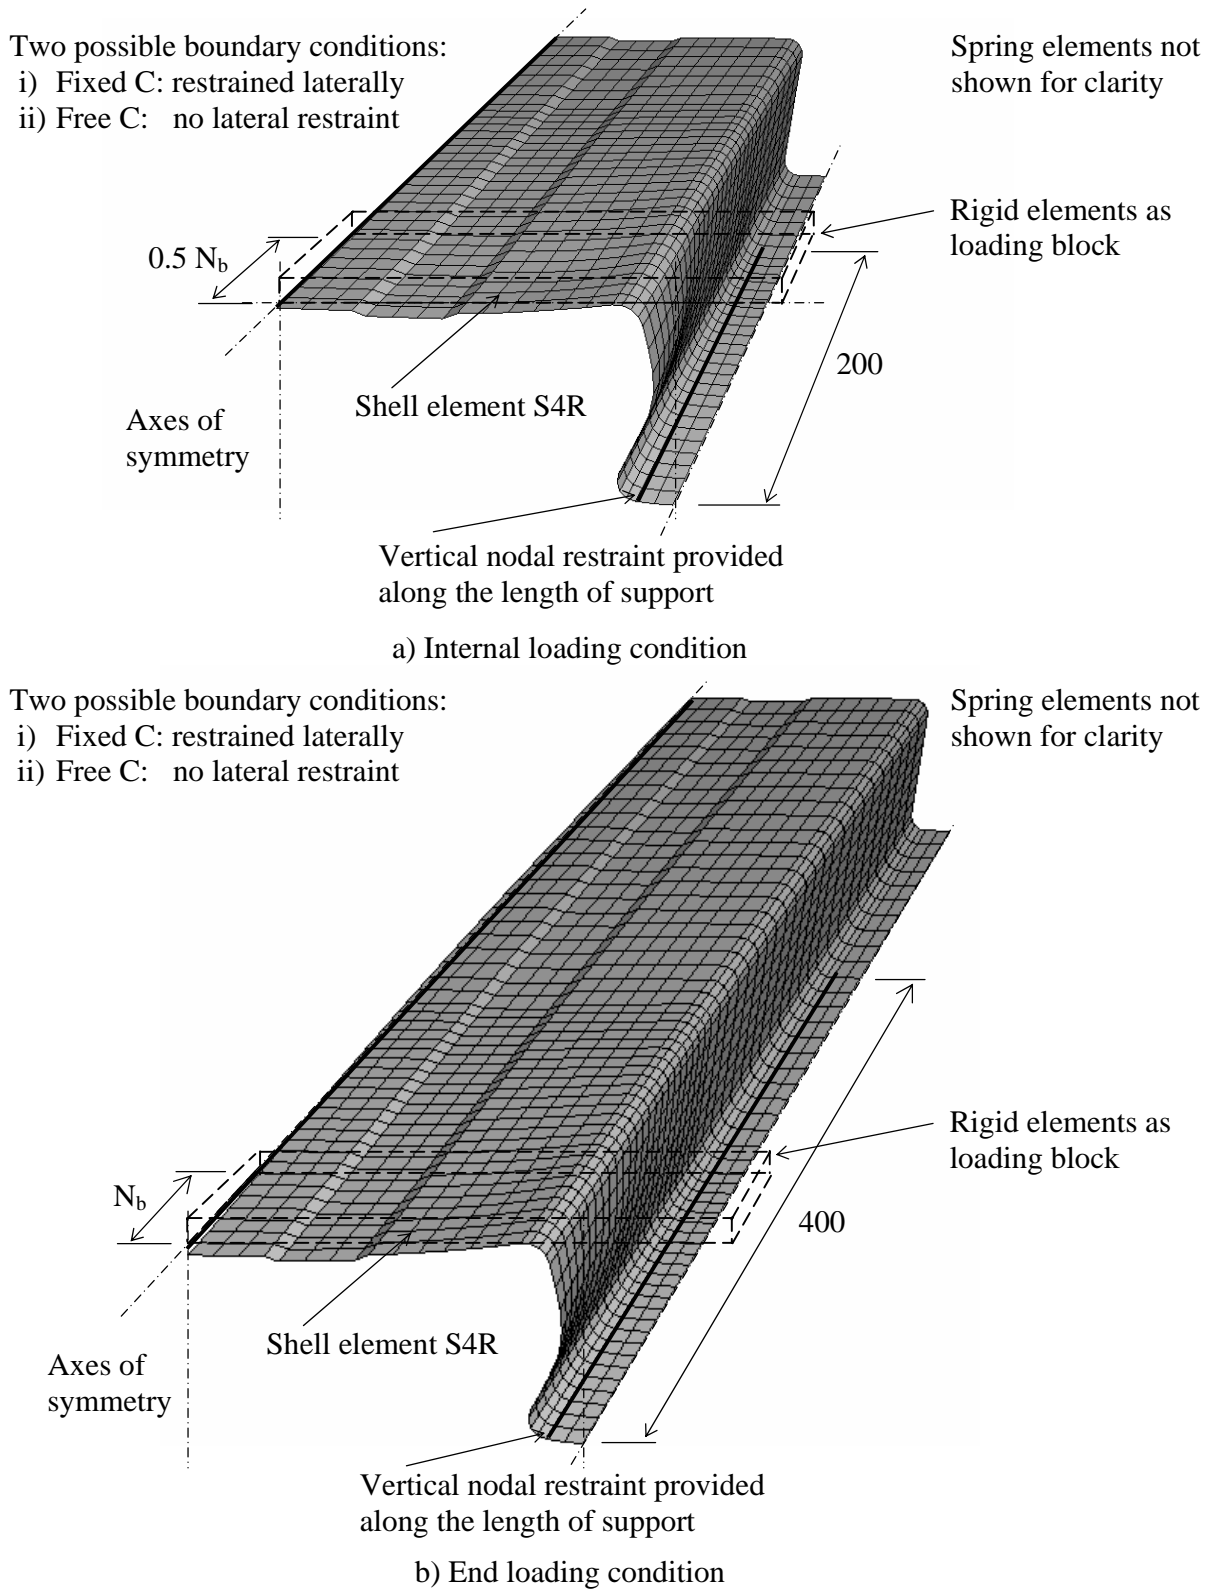 Two possible boundary conditions:
i) Fixed C: restrained laterally
ii) Free C: no lateral restraint
Spring elements not
shown for clarity
Rigid elements as
loading block
0.5 Nb
200
Shell element S4R
Axes of
symmetry
Vertical nodal restraint provided
along the length of support
a) Internal loading condition
Two possible boundary conditions:
i) Fixed C: restrained laterally
ii) Free C: no lateral restraint
Spring elements not
shown for clarity
Rigid elements as
loading block
Nb
400
Shell element S4R
Axes of
symmetry
Vertical nodal restraint provided
along the length of support
b) End loading condition